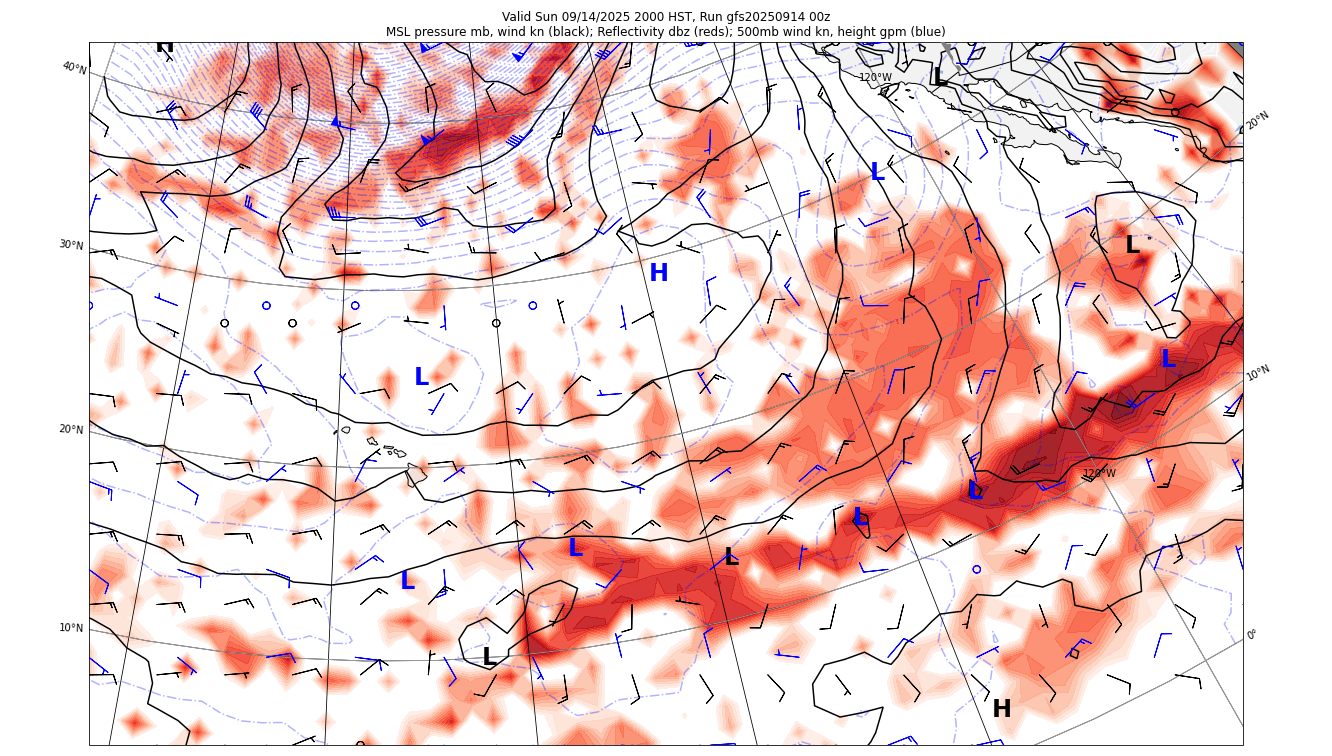 Valid Sun 09/14/2025 2000 HST, Run gfs20250914 00z
MSL pressure mb, wind kn (black); Reflectivity dbz (reds); 500mb wind kn, height gpm (blue)
H
40°N
120°W
L
20°N
L
30°N
L
H
L
10°N
L
20°N
120°W
L
L
L
L
L
10°N
0°
L
H